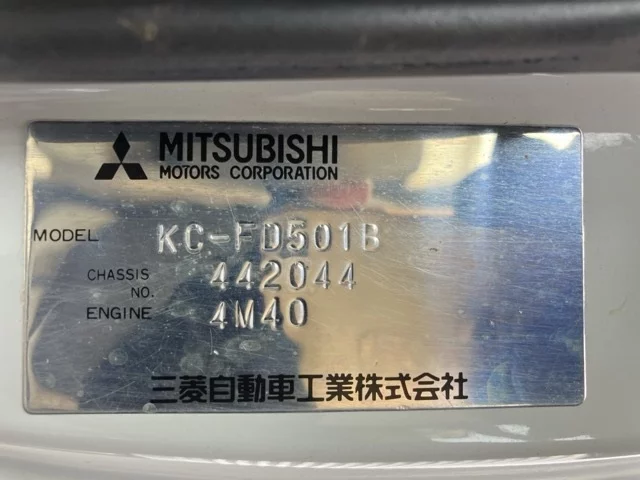 MITSUBISHI
MOTORS CORPORATION
MODEL KC-FD501B
CHASSIS NO. 442044
ENGINE 4M40
三菱自動車工業株式会社